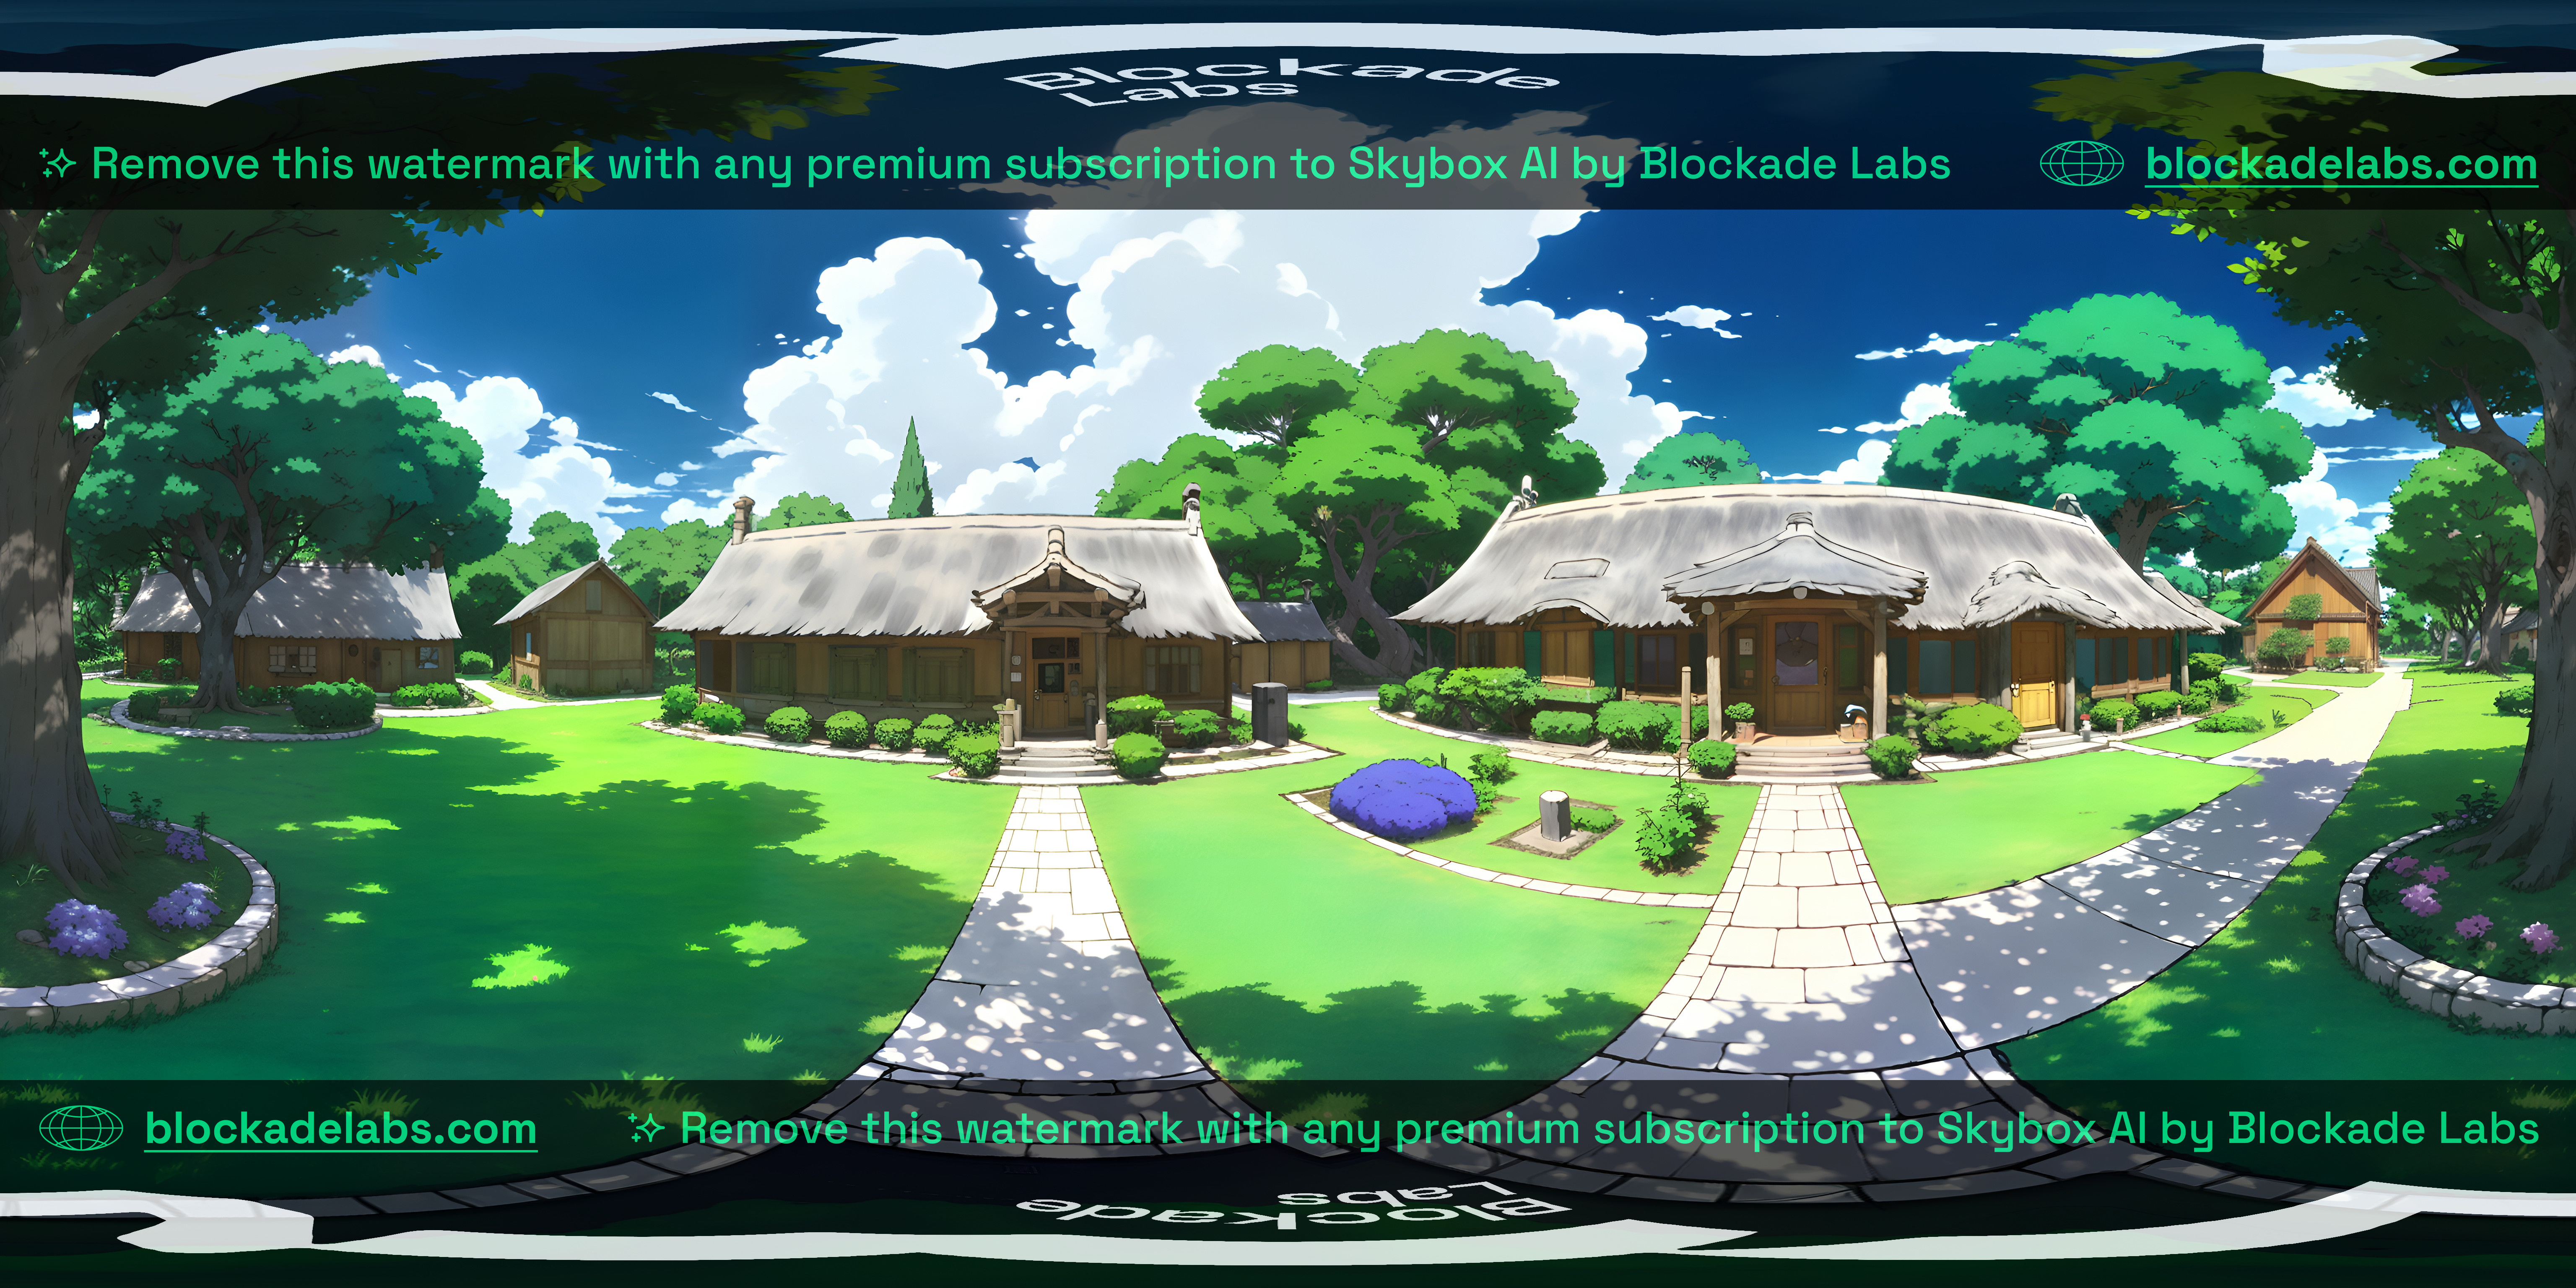 Blockade
Labs
Remove this watermark with any premium subscription to Skybox AI by Blockade Labs
blockadelabs.com
blockadelabs.com
Remove this watermark with any premium subscription to Skybox AI by Blockade Labs
Labs
Blockade